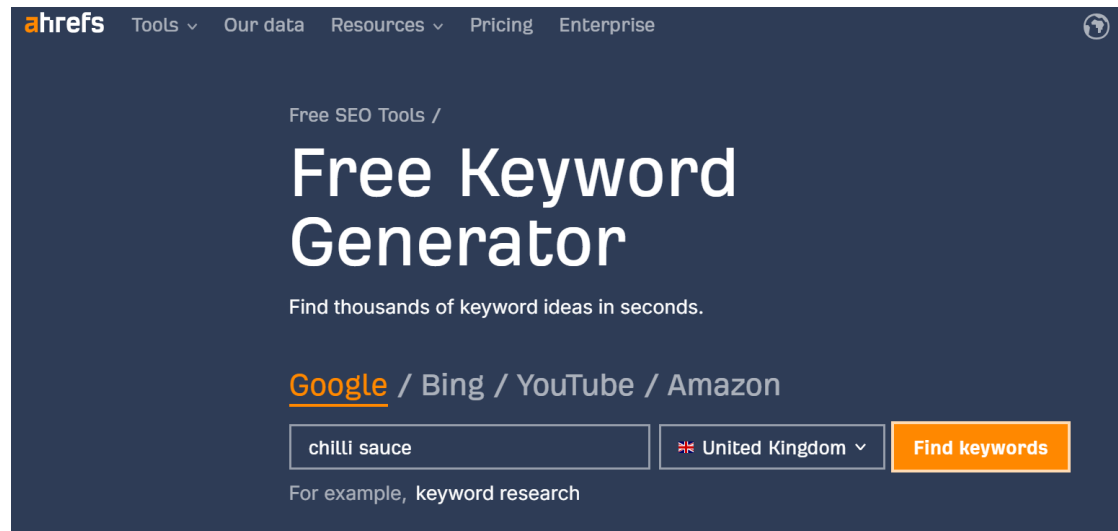 ahrefs Tools Our data Resources Pricing Enterprise
Free SEO Tools /
Free Keyword
Generator
Find thousands of keyword ideas in seconds.
Google / Bing / YouTube / Amazon
chilli sauce United Kingdom Find keywords
For example, keyword research